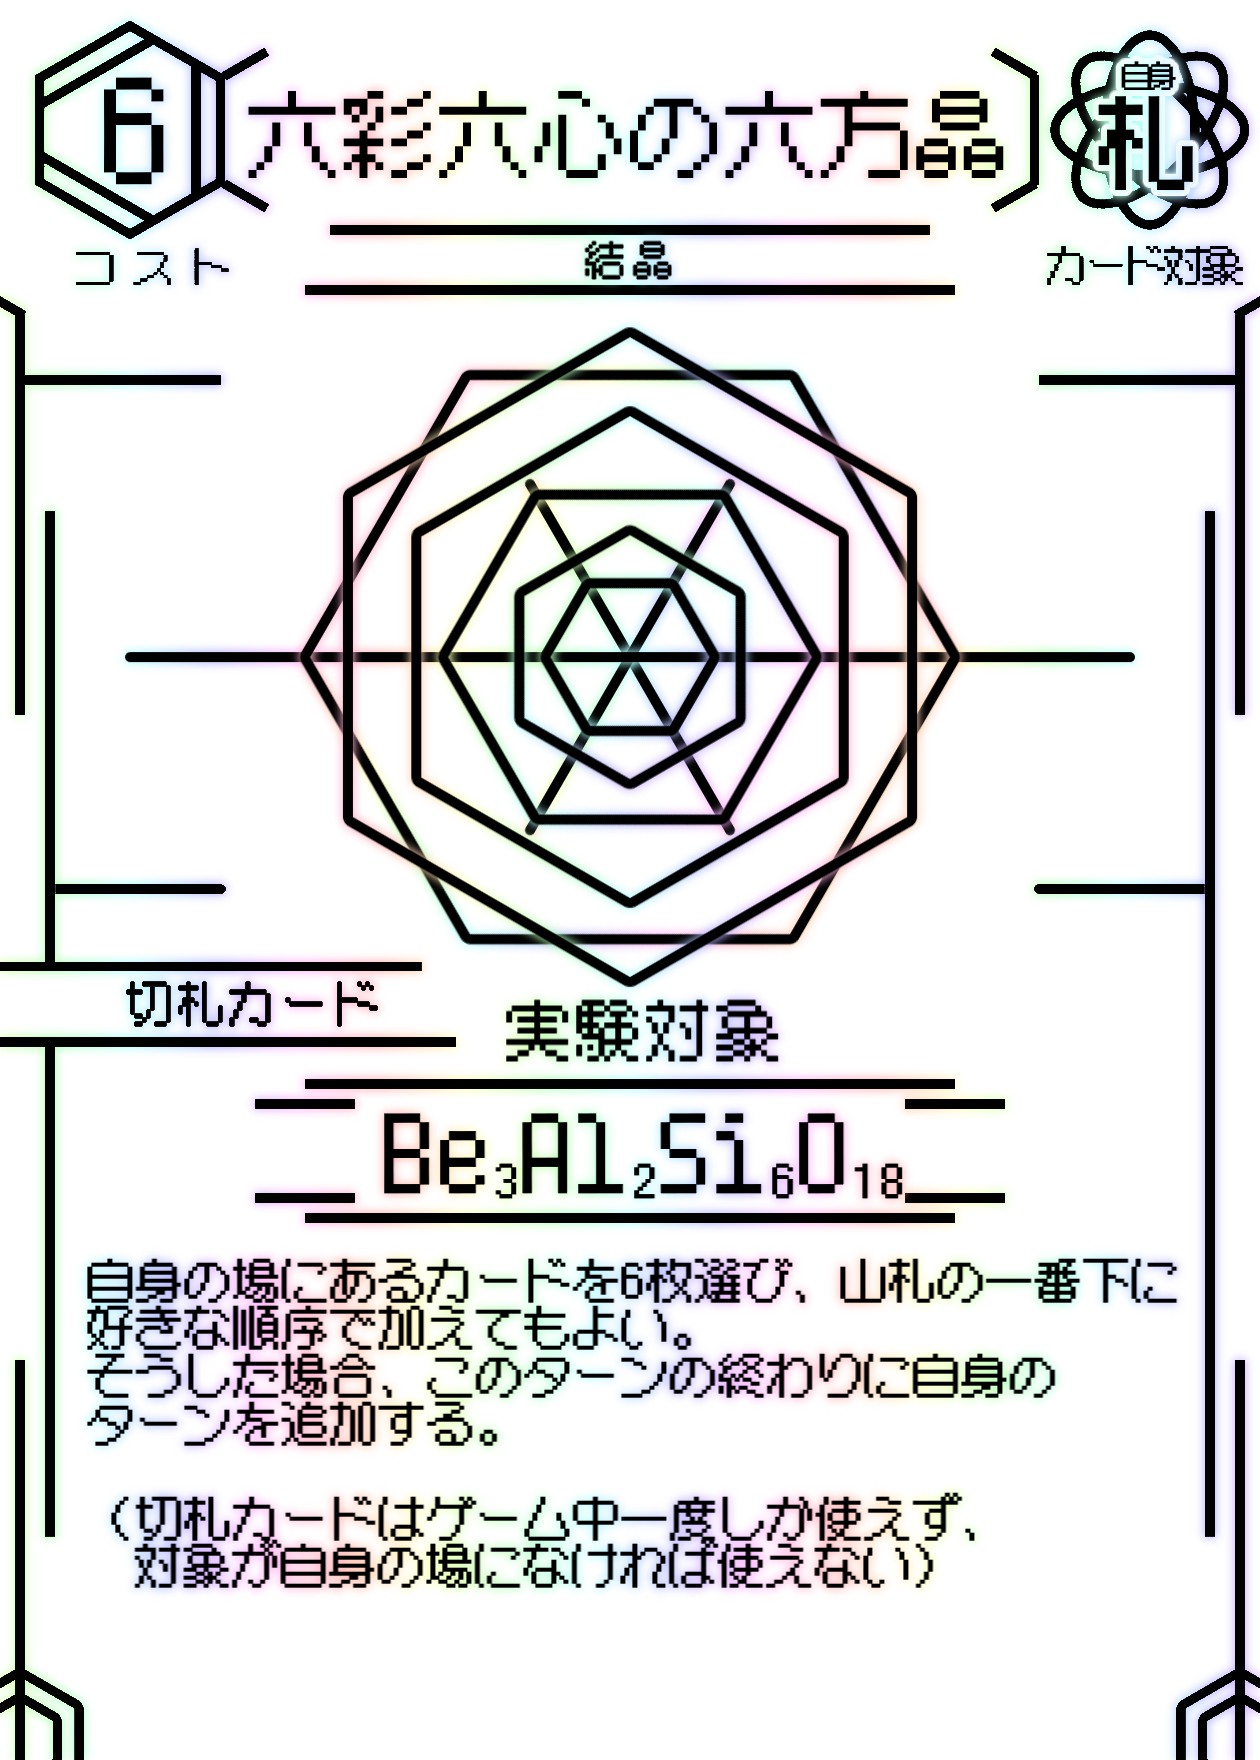 6
六彩六心の六方晶
自身
札
コスト
結晶
カード対象
切札カード
実験対象
Be₃Al₂Si₆O₁₈
自身の場にあるカードを6枚選び、山札の一番下に
好きな順序で加えてもよい。
そうした場合、このターンの終わりに自身の
ターンを追加する。
（切札カードはゲーム中一度しか使えず、
対象が自身の場になければ使えない）